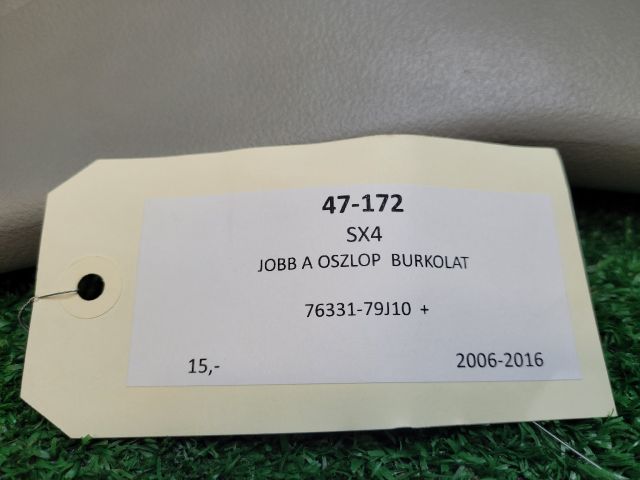 47-172
SX4
JOBB A OSZLOP BURKOLAT
76331-79J10 +
15,- 2006-2016